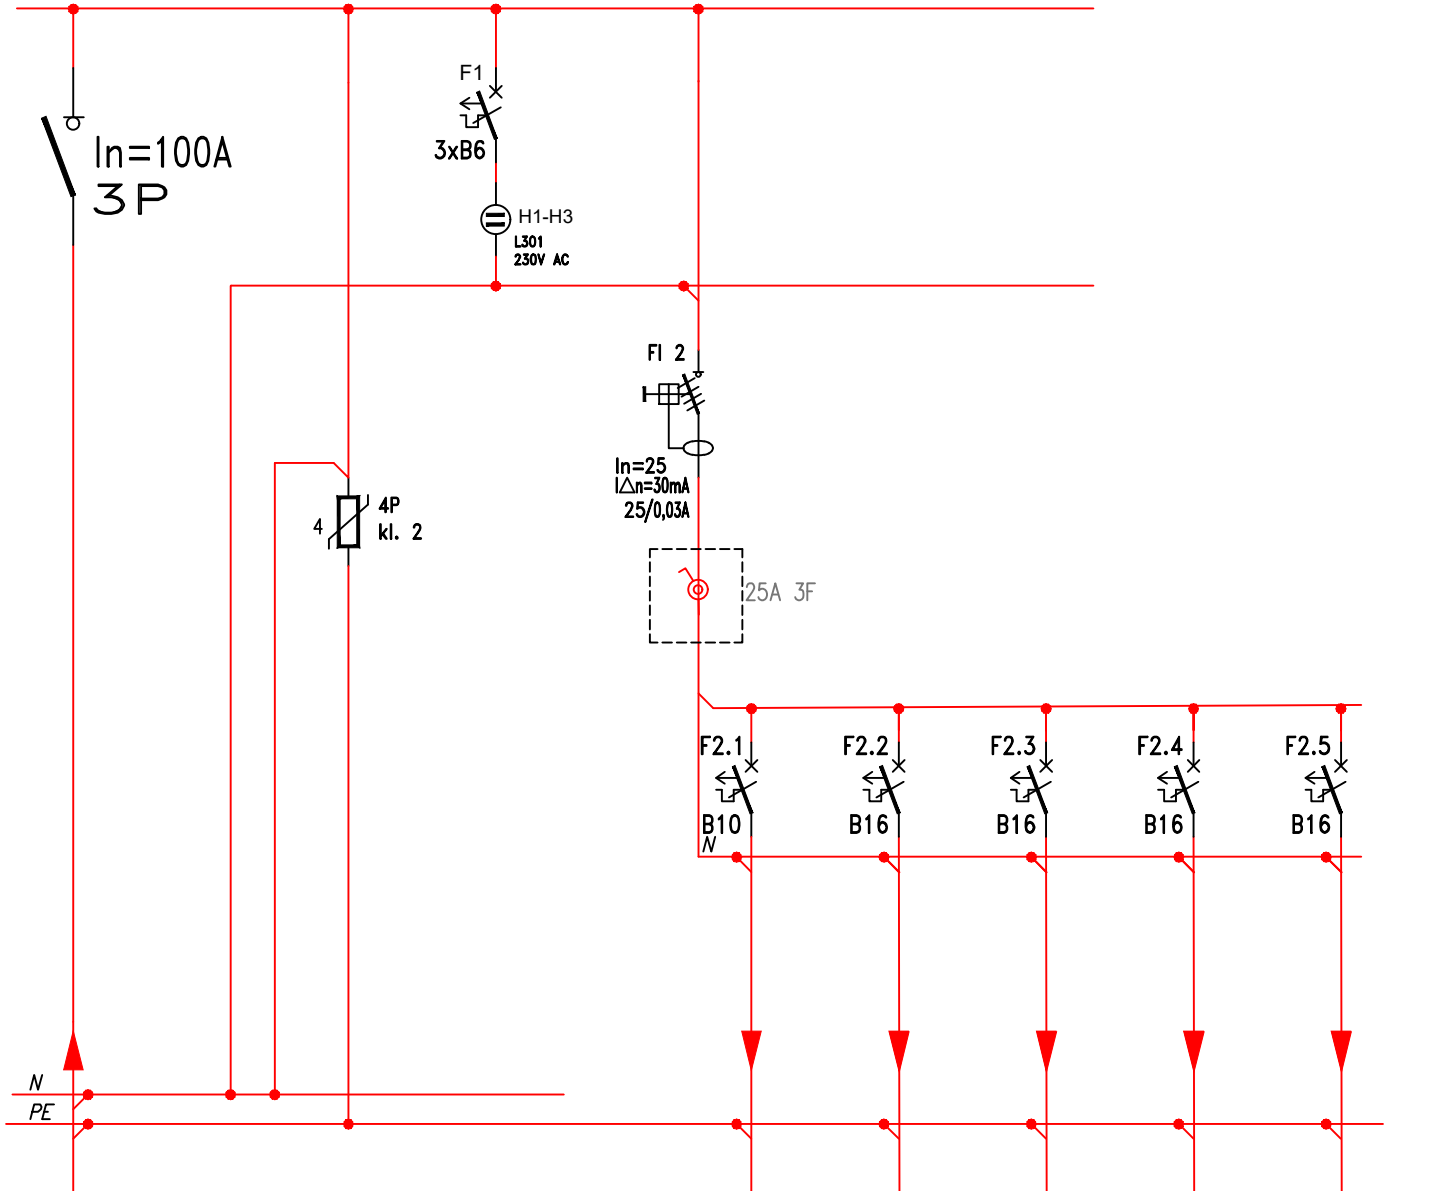 F1
In=100A
3P
3xB6
H1-H3
L301
230V AC
FI 2
In=25
I△n=30mA
25/0,03A
4P
4
kl. 2
25A 3F
F2.1
F2.2
F2.3
F2.4
F2.5
B10
B16
B16
B16
B16
N
N
PE